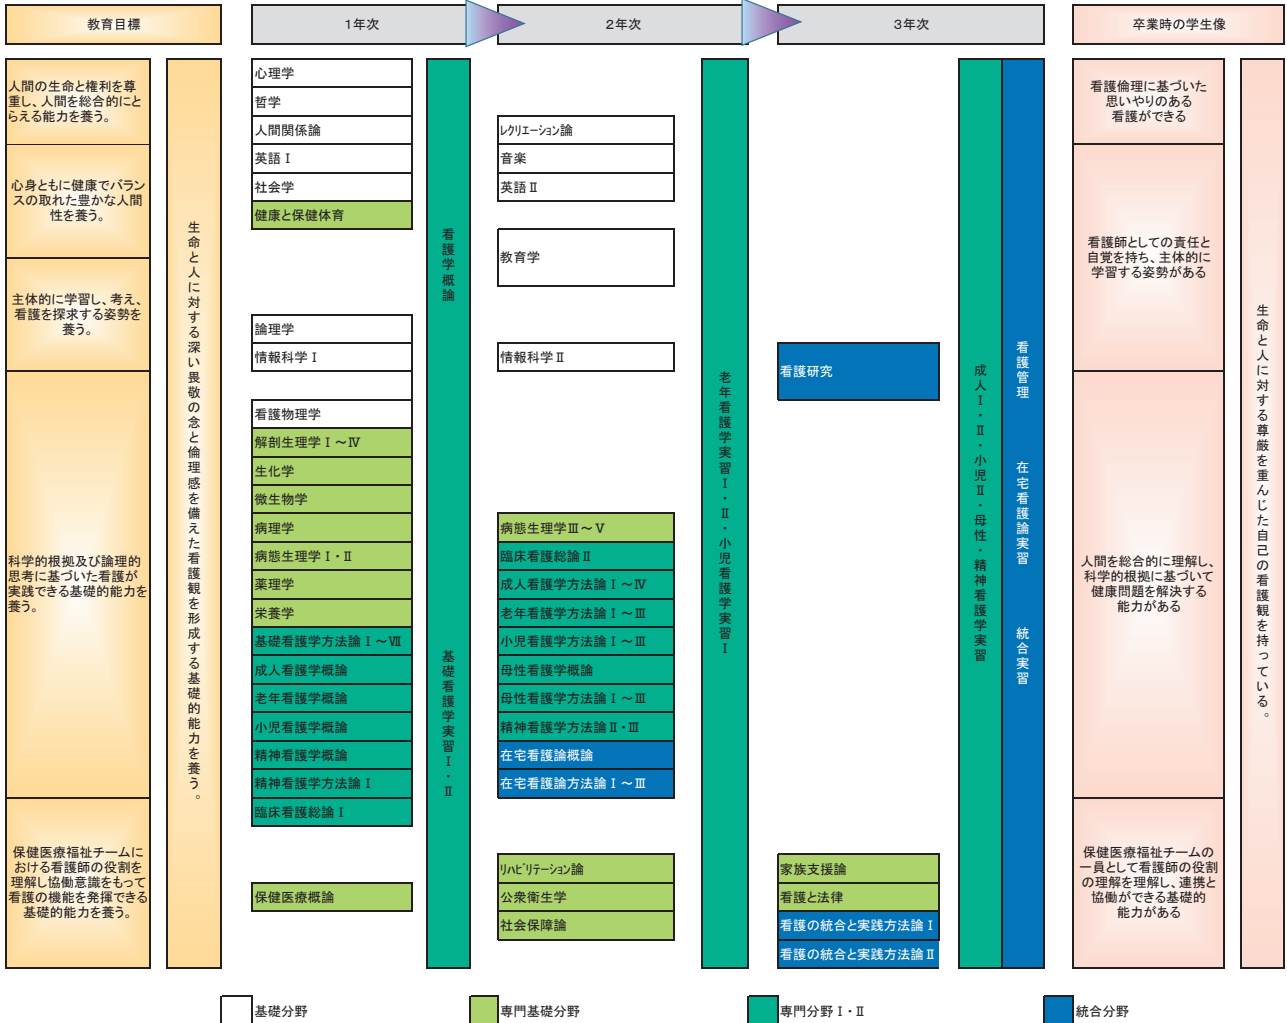 教育目標
1年次
2年次
3年次
卒業時の学生像
人間の生命と権利を尊
重し、人間を総合的にと
らえる能力を養う。
心身ともに健康でバラン
スの取れた豊かな人間
性を養う。
主体的に学習し、考え、
看護を探求する姿勢を
養う。
科学的根拠及び論理的
思考に基づいた看護が
実践できる基礎的能力を
養う。
保健医療福祉チームに
おける看護師の役割を
理解し協働意識をもって
看護の機能を発揮できる
基礎的能力を養う。
生命と人に対する深い畏敬の念と倫理感を備えた看護観を形成する基礎的能力を養う。
心理学
哲学
人間関係論
英語Ⅰ
社会学
健康と保健体育
論理学
情報科学Ⅰ
看護物理学
解剖生理学Ⅰ～Ⅳ
生化学
微生物学
病理学
病態生理学Ⅰ・Ⅱ
薬理学
栄養学
基礎看護学方法論Ⅰ～Ⅶ
成人看護学概論
老年看護学概論
小児看護学概論
精神看護学概論
精神看護学方法論Ⅰ
臨床看護総論Ⅰ
保健医療概論
看護学概論
基礎看護学実習Ⅰ・Ⅱ
レクリエーション論
音楽
英語Ⅱ
教育学
情報科学Ⅱ
病態生理学Ⅲ～Ⅴ
臨床看護総論Ⅱ
成人看護学方法論Ⅰ～Ⅳ
老年看護学方法論Ⅰ～Ⅲ
小児看護学方法論Ⅰ～Ⅲ
母性看護学概論
母性看護学方法論Ⅰ～Ⅲ
精神看護学方法論Ⅱ・Ⅲ
在宅看護論概論
在宅看護論方法論Ⅰ～Ⅲ
リハビリテーション論
公衆衛生学
社会保障論
老年看護学実習Ⅰ・Ⅱ・小児看護学実習Ⅰ
看護研究
家族支援論
看護と法律
看護の統合と実践方法論Ⅰ
看護の統合と実践方法論Ⅱ
成人Ⅰ・Ⅱ・小児Ⅱ・母性・精神看護学実習
看護管理
在宅看護論実習
統合実習
看護倫理に基づいた
思いやりのある
看護ができる
看護師としての責任と
自覚を持ち、主体的に
学習する姿勢がある
人間を総合的に理解し、
科学的根拠に基づいて
健康問題を解決する
能力がある
保健医療福祉チームの
一員として看護師の役割
の理解を理解し、連携と
協働ができる基礎的
能力がある
生命と人に対する尊厳を重んじた自己の看護観を持っている。
基礎分野
専門基礎分野
専門分野Ⅰ・Ⅱ
統合分野